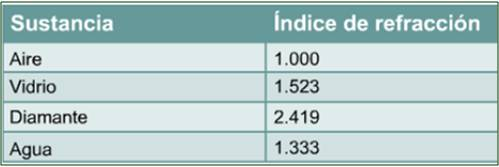 Sustancia Índice de refracción
Aire 1.000
Vidrio 1.523
Diamante 2.419
Agua 1.333